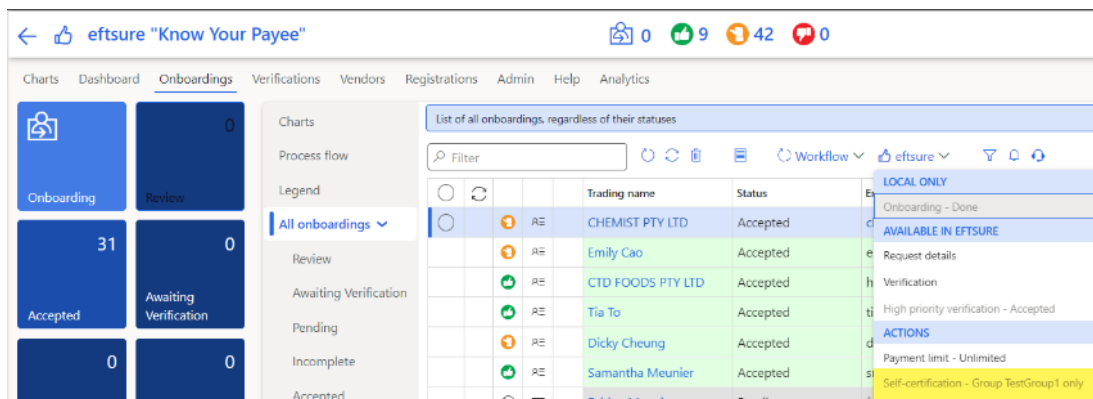 eftsure "Know Your Payee"
0 9 42 0
Charts Dashboard Onboardings Verifications Vendors Registrations Admin Help Analytics
Onboarding
0
Review
31
Accepted
0
Awaiting
Verification
0
0
Charts
Process flow
Legend
All onboardings
Review
Awaiting Verification
Pending
Incomplete
Accepted
List of all onboardings, regardless of their statuses
Filter
Workflow
eftsure
Trading name Status
CHEMIST PTY LTD Accepted
Emily Cao Accepted
CTD FOODS PTY LTD Accepted
Tia To Accepted
Dicky Cheung Accepted
Samantha Meunier Accepted
LOCAL ONLY
Onboarding - Done
AVAILABLE IN EFTSURE
Request details
Verification
High priority verification - Accepted
ACTIONS
Payment limit - Unlimited
Self-certification - Group TestGroup1 only